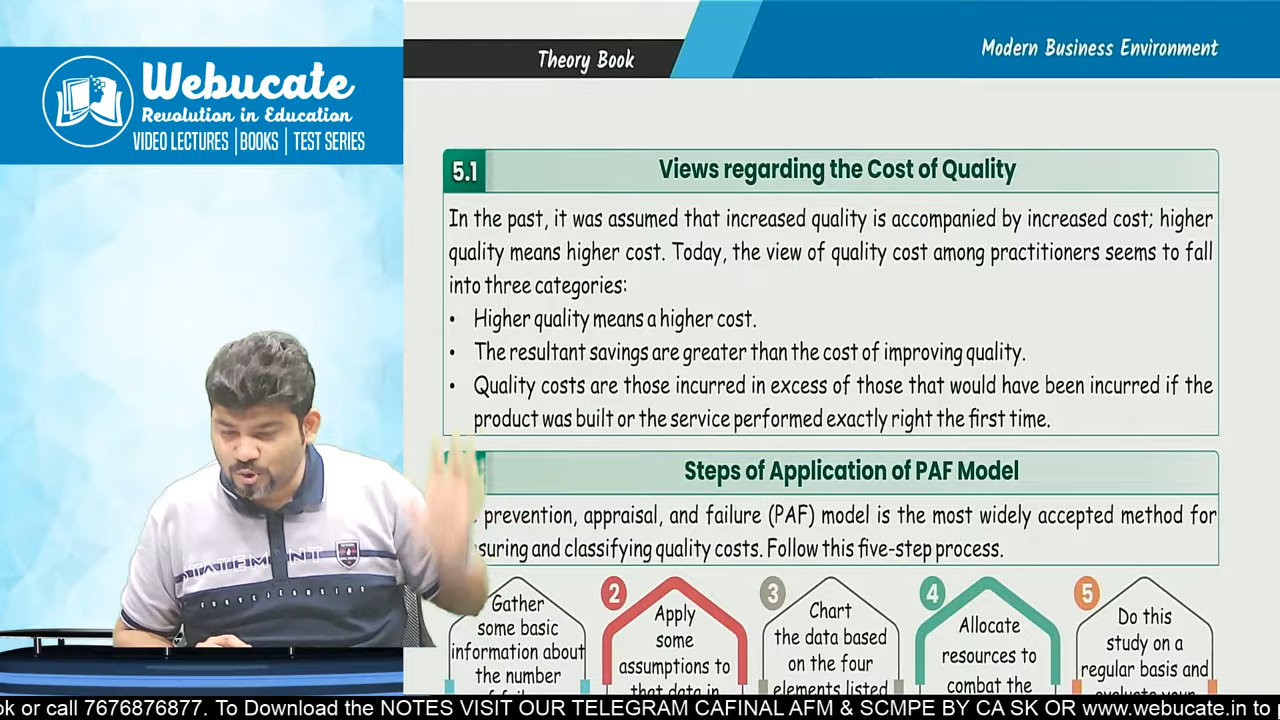 Webucate
Revolution in Education
VIDEO LECTURES | BOOKS | TEST SERIES
Theory Book
Modern Business Environment
5.1
Views regarding the Cost of Quality
In the past, it was assumed that increased quality is accompanied by increased cost; higher
quality means higher cost. Today, the view of quality cost among practitioners seems to fall
into three categories:
• Higher quality means a higher cost.
• The resultant savings are greater than the cost of improving quality.
• Quality costs are those incurred in excess of those that would have been incurred if the
product was built or the service performed exactly right the first time.
Steps of Application of PAF Model
prevention, appraisal, and failure (PAF) model is the most widely accepted method for
and classifying quality costs. Follow this five-step process.
Gather
some basic
information about
the number
2
Apply
some
assumptions to
that data in
3
Chart
the data based
on the four
elements listed
4
Allocate
resources to
combat the
5
Do this
study on a
regular basis and
evaluate your
or call 7676876877. To Download the NOTES VISIT OUR TELEGRAM CAFINAL AFM & SCMPE BY CA SK OR www.webucate.in to